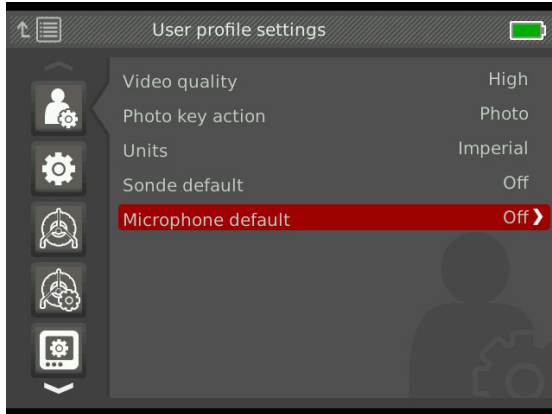 User profile settings
Video quality High
Photo key action Photo
Units Imperial
Sonde default Off
Microphone default Off